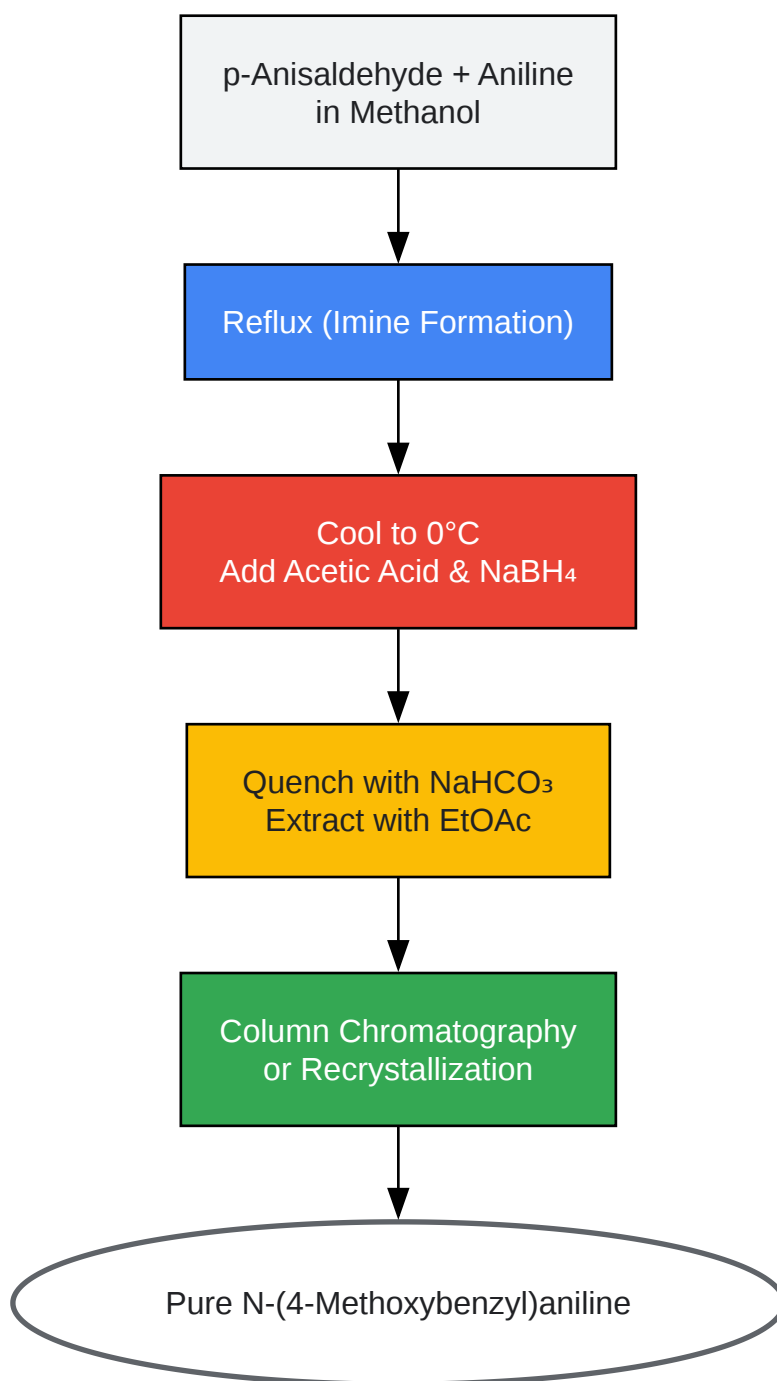 p-Anisaldehyde + Aniline
in Methanol
Reflux (Imine Formation)
Cool to 0°C
Add Acetic Acid & NaBH₄
Quench with NaHCO₃
Extract with EtOAc
Column Chromatography
or Recrystallization
Pure N-(4-Methoxybenzyl)aniline